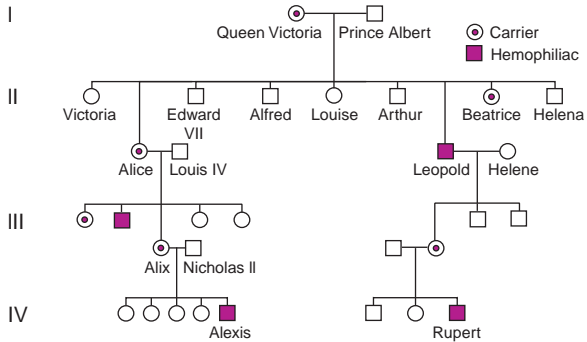 I
Queen Victoria
Prince Albert
Carrier
Hemophiliac
II
Victoria
Edward
VII
Alfred
Louise
Arthur
Beatrice
Helena
Alice
Louis IV
Leopold
Helene
III
Alix
Nicholas II
IV
Alexis
Rupert